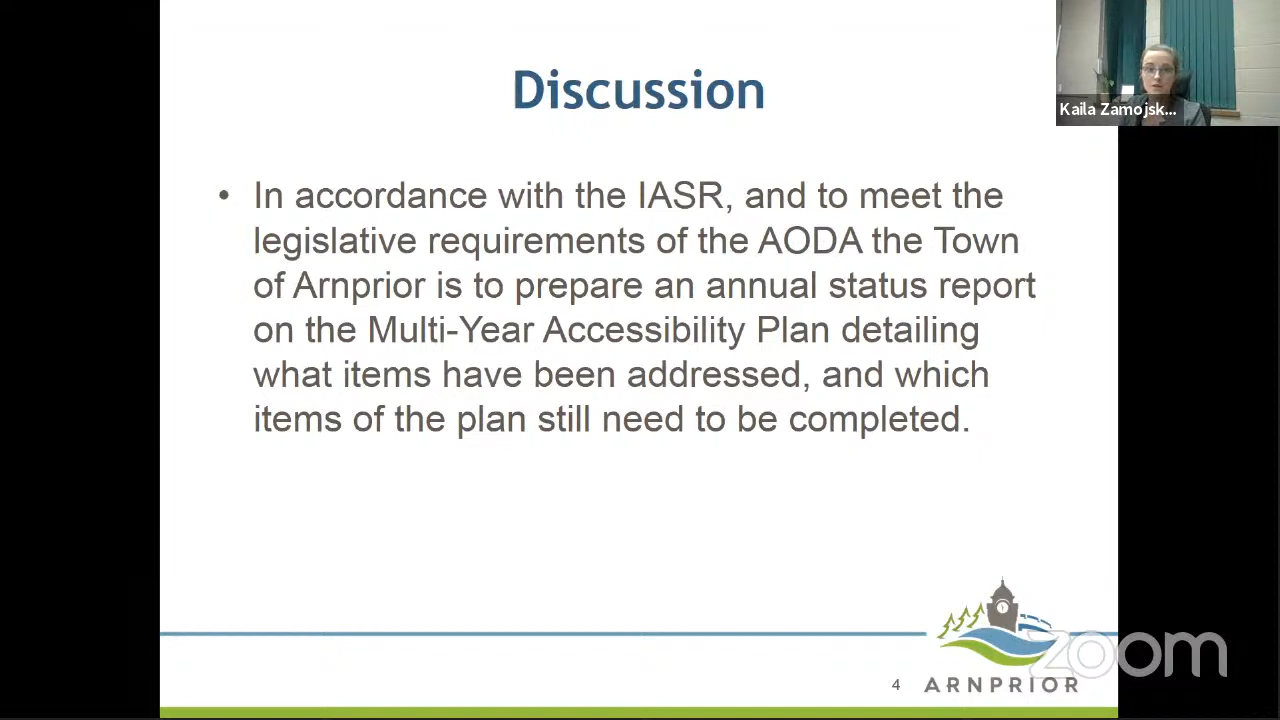 Discussion
Kaila Zamojsk...
• In accordance with the IASR, and to meet the
legislative requirements of the AODA the Town
of Arnprior is to prepare an annual status report
on the Multi-Year Accessibility Plan detailing
what items have been addressed, and which
items of the plan still need to be completed.
zoom
4
ARNPRIOR